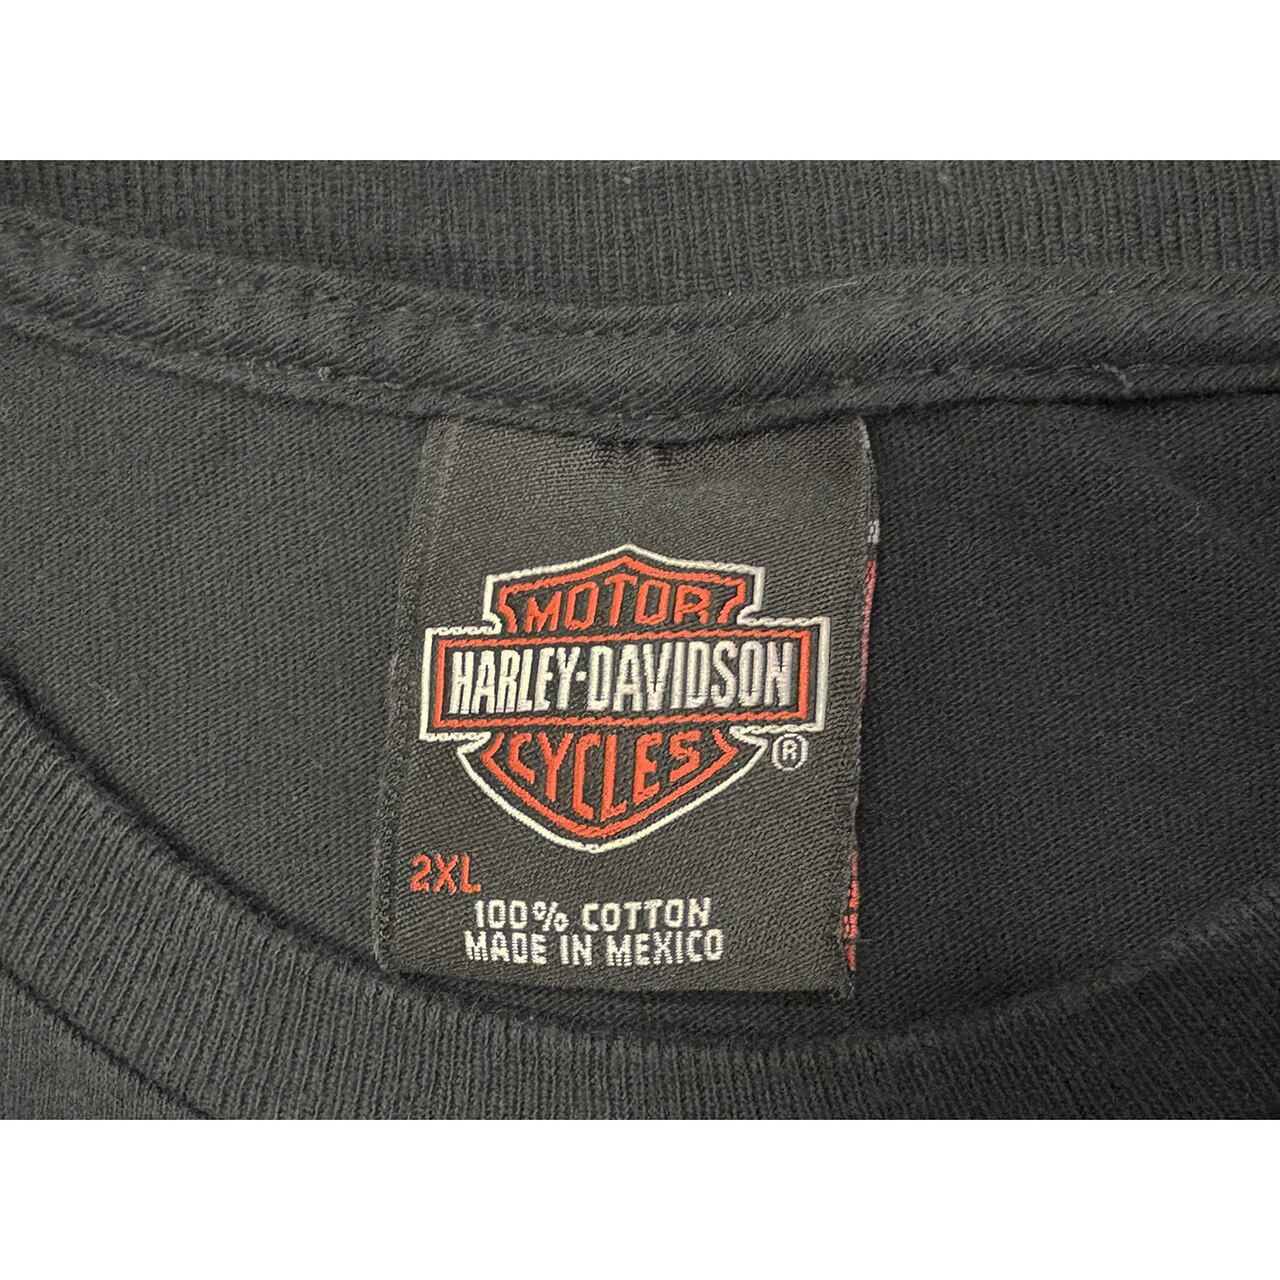 MOTOR
HARLEY-DAVIDSON
CYCLES
®
2XL
100% COTTON
MADE IN MEXICO